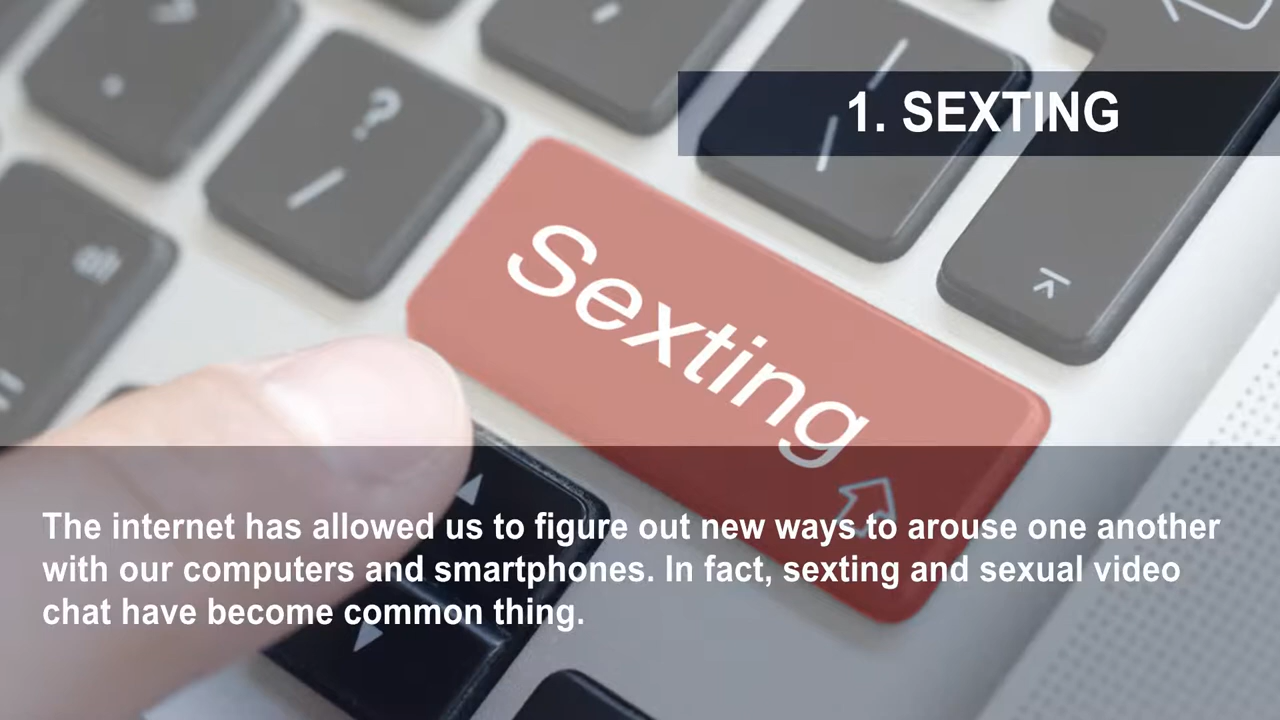 1. SEXTING
?
/
alt
Sexting
The internet has allowed us to figure out new ways to arouse one another
with our computers and smartphones. In fact, sexting and sexual video
chat have become common thing.